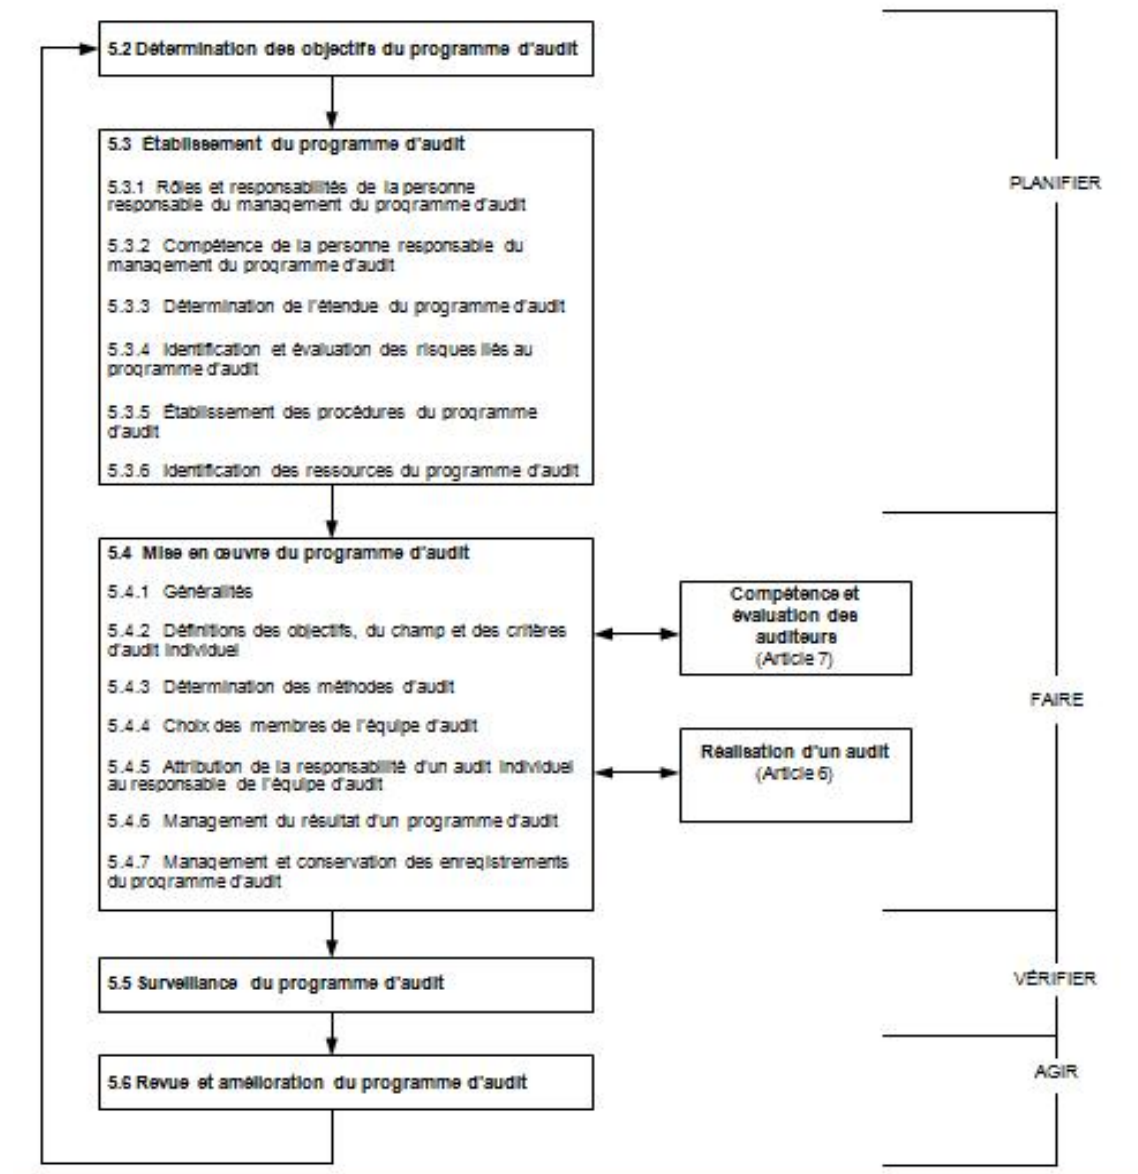 5.2 Détermination des objectifs du programme d'audit
5.3 Établissement du programme d'audit
5.3.1 Rôles et responsabilités de la personne
responsable du management du programme d'audit
5.3.2 Compétence de la personne responsable du
management du programme d'audit
5.3.3 Détermination de l'étendue du programme d'audit
5.3.4 Identification et évaluation des risques liés au
programme d'audit
5.3.5 Établissement des procédures du programme
d'audit
5.3.6 Identification des ressources du programme d'audit
PLANIFIER
5.4 Mise en œuvre du programme d'audit
5.4.1 Généralités
5.4.2 Définitions des objectifs, du champ et des critères
d'audit individuel
5.4.3 Détermination des méthodes d'audit
5.4.4 Choix des membres de l'équipe d'audit
5.4.5 Attribution de la responsabilité d'un audit individuel
au responsable de l'équipe d'audit
5.4.6 Management du résultat d'un programme d'audit
5.4.7 Management et conservation des enregistrements
du programme d'audit
Compétence et
évaluation des
auditeurs
(Article 7)
Réalisation d'un audit
(Article 6)
FAIRE
5.5 Surveillance du programme d'audit
VÉRIFIER
5.6 Revue et amélioration du programme d'audit
AGIR